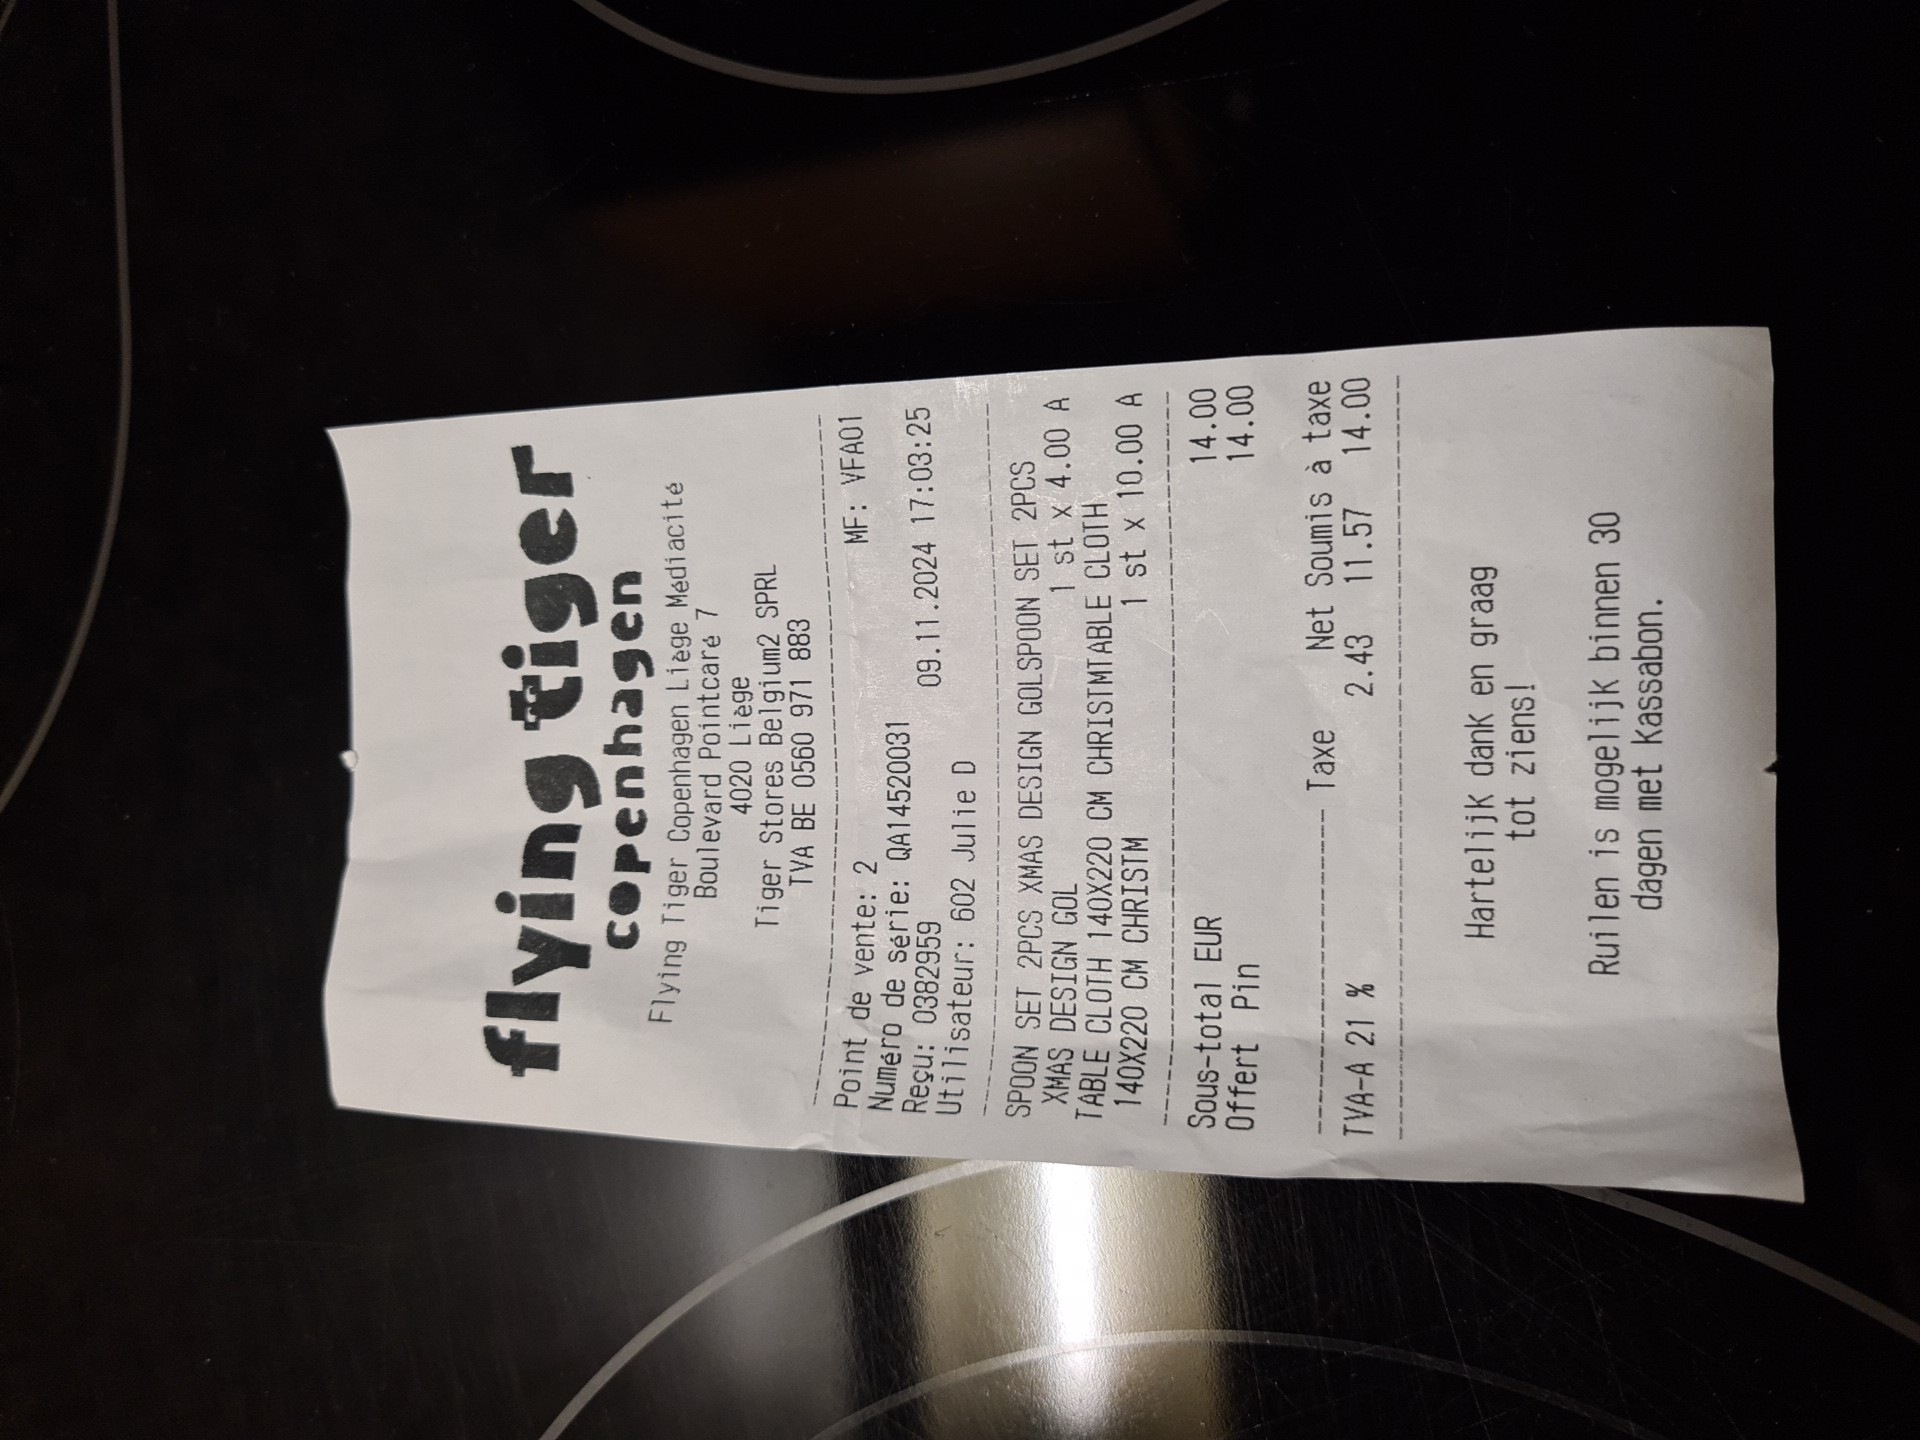 flying tiger
copenhagen
Flying Tiger Copenhagen Liège Médiacité
Boulevard Pointcaré 7
4020 Liège
Tiger Stores Belgium2 SPRL
TVA BE 0560 971 883
Point de vente: 2 MF: VFA01
Numéro de série: QA14520031
Reçu: 0382959 09.11.2024 17:03:25
Utilisateur: 602 Julie D
SPOON SET 2PCS XMAS DESIGN GOLSPOON SET 2PCS
XMAS DESIGN GOL 1 st x 4.00 A
TABLE CLOTH 140X220 CM CHRISTMTABLE CLOTH
140X220 CM CHRISTM 1 st x 10.00 A
Sous-total EUR 14.00
Offert Pin 14.00
Taxe Net Soumis à taxe
TVA-A 21 % 2.43 11.57 14.00
Hartelijk dank en graag
tot ziens!
Ruilen is mogelijk binnen 30
dagen met kassabon.